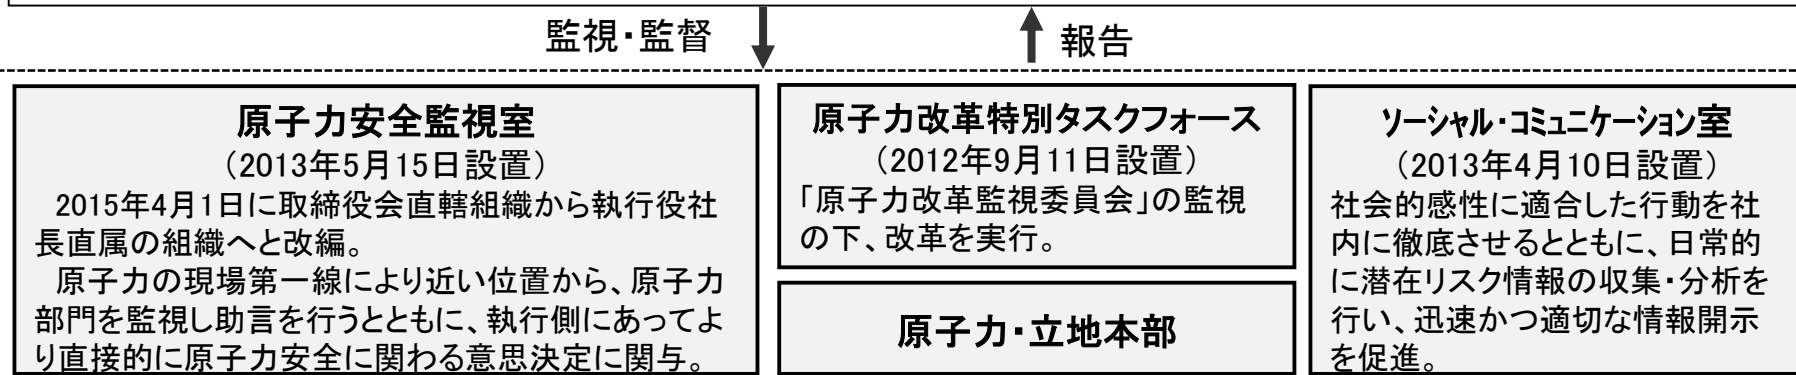 監視・監督
報告
原子力安全監視室
（2013年5月15日設置）
2015年4月1日に取締役会直轄組織から執行役社
長直属の組織へと改編。
原子力の現場第一線により近い位置から、原子力
部門を監視し助言を行うとともに、執行側にあってよ
り直接的に原子力安全に関わる意思決定に関与。
原子力改革特別タスクフォース
（2012年9月11日設置）
「原子力改革監視委員会」の監視
の下、改革を実行。
原子力・立地本部
ソーシャル・コミュニケーション室
（2013年4月10日設置）
社会的感性に適合した行動を社
内に徹底させるとともに、日常的
に潜在リスク情報の収集・分析を
行い、迅速かつ適切な情報開示
を促進。